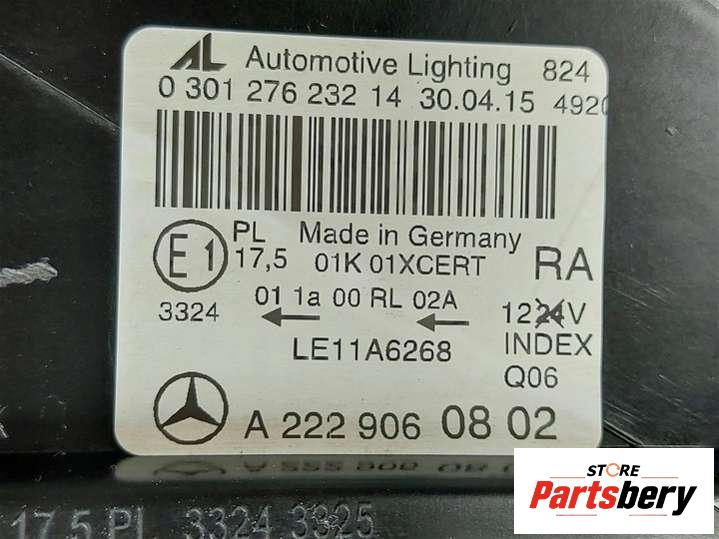 AL Automotive Lighting 824
0 301 276 232 14 30.04.15 4920
E1 PL 17,5 Made in Germany
01K 01XCERT RA
01 1a 00 RL 02A
3324 1224V
LE11A6268 INDEX
Q06
A 222 906 08 02
17,5 PL 3324 3325
STORE
Partsbery